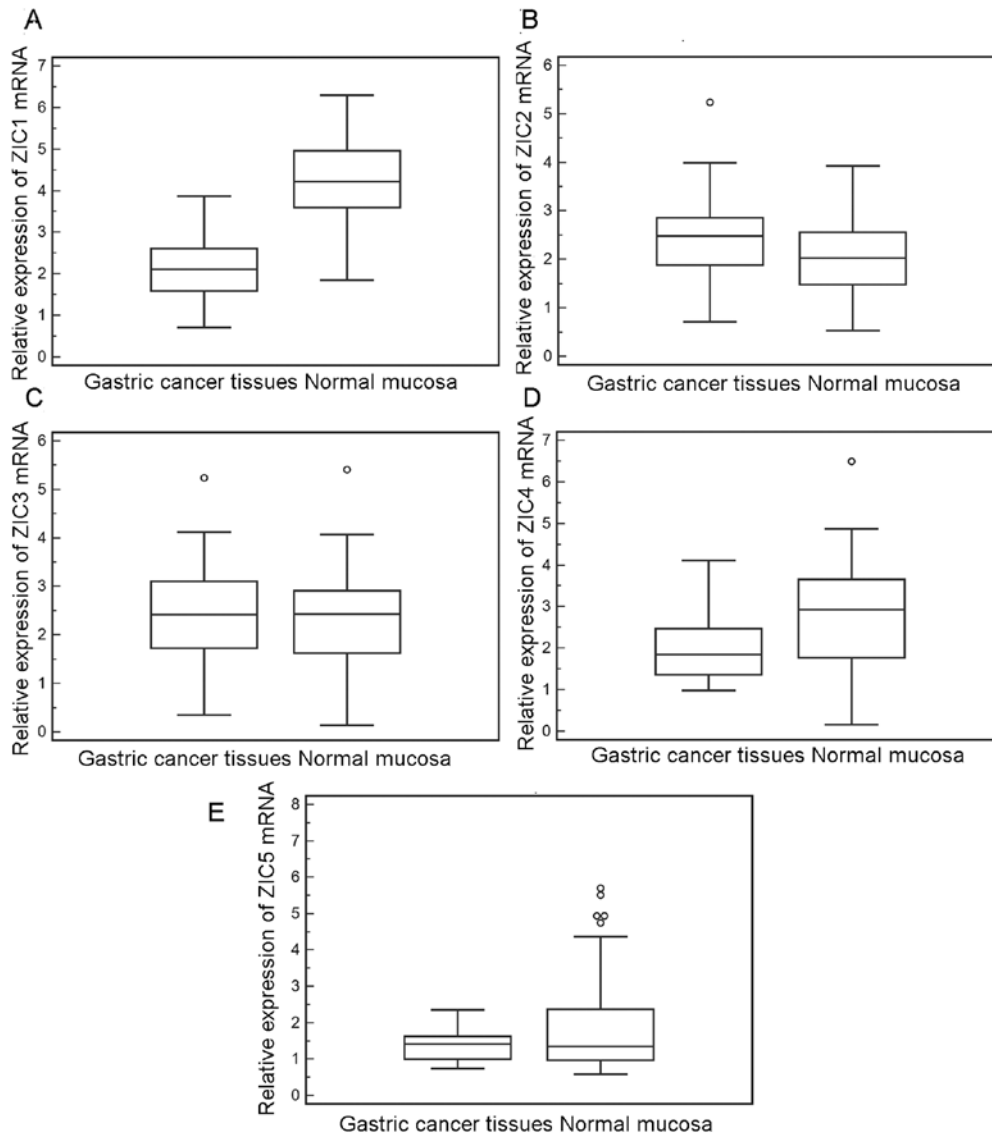 A
Relative expression of ZIC1 mRNA
7
6
5
4
3
2
1
0
Gastric cancer tissues Normal mucosa
B
Relative expression of ZIC2 mRNA
6
5
4
3
2
1
0
Gastric cancer tissues Normal mucosa
C
Relative expression of ZIC3 mRNA
6
5
4
3
2
1
0
Gastric cancer tissues Normal mucosa
D
Relative expression of ZIC4 mRNA
7
6
5
4
3
2
1
0
Gastric cancer tissues Normal mucosa
E
Relative expression of ZIC5 mRNA
8
7
6
5
4
3
2
1
0
Gastric cancer tissues Normal mucosa